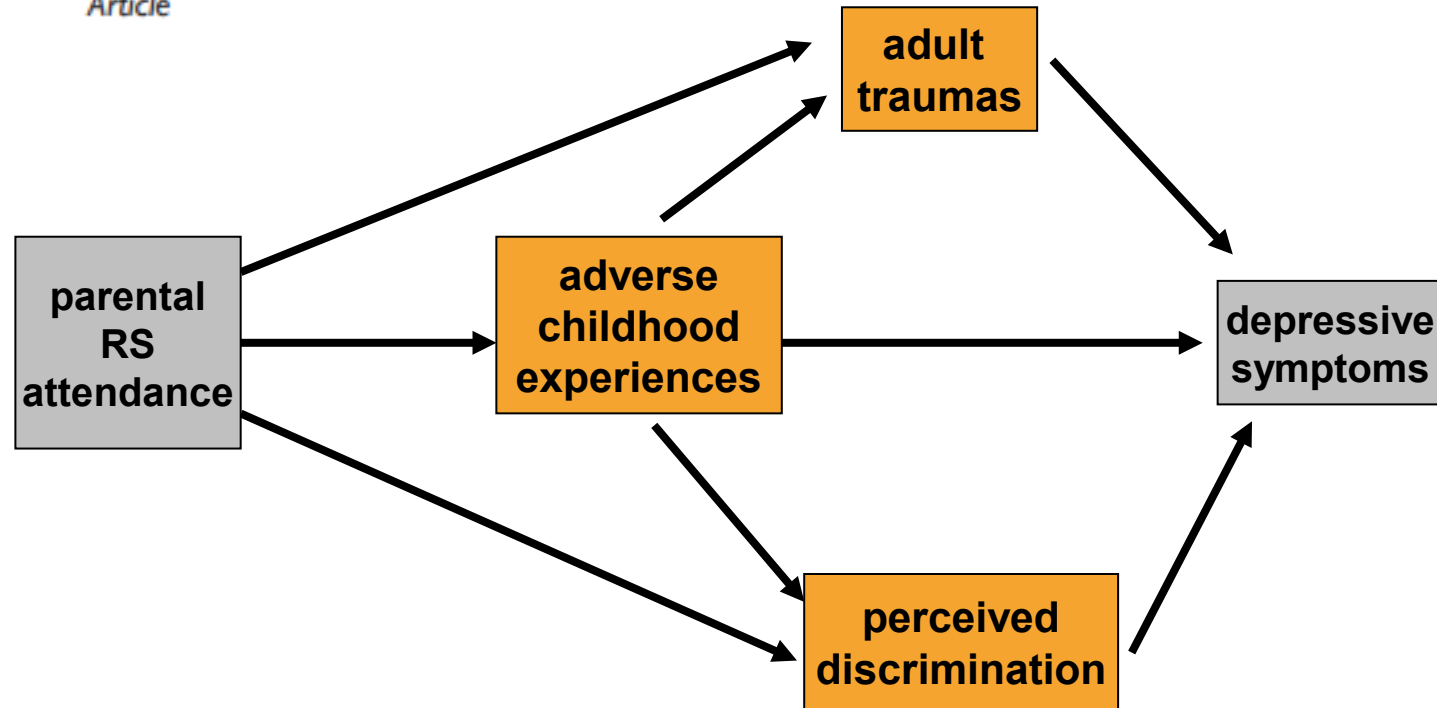 Article
adult
traumas
parental
RS
attendance
adverse
childhood
experiences
depressive
symptoms
perceived
discrimination